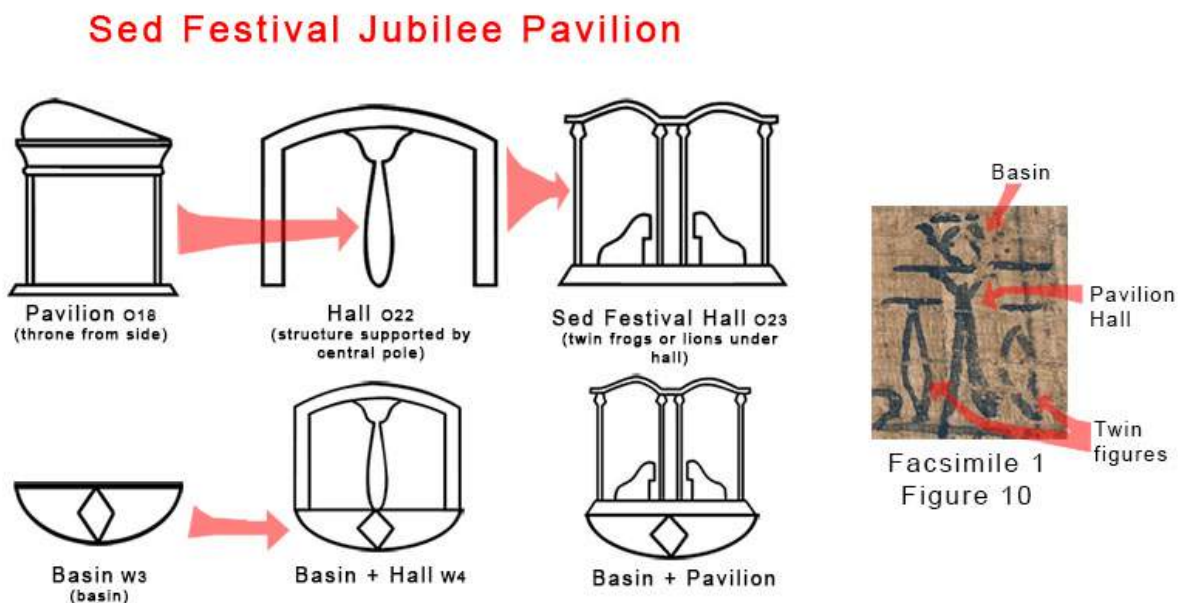 Sed Festival Jubilee Pavilion
Pavilion O18
(throne from side)
Hall O22
(structure supported by
central pole)
Sed Festival Hall O23
(twin frogs or lions under
hall)
Basin W3
(basin)
Basin + Hall W4
Basin + Pavilion
Basin
Pavilion
Hall
Twin
figures
Facsimile 1
Figure 10